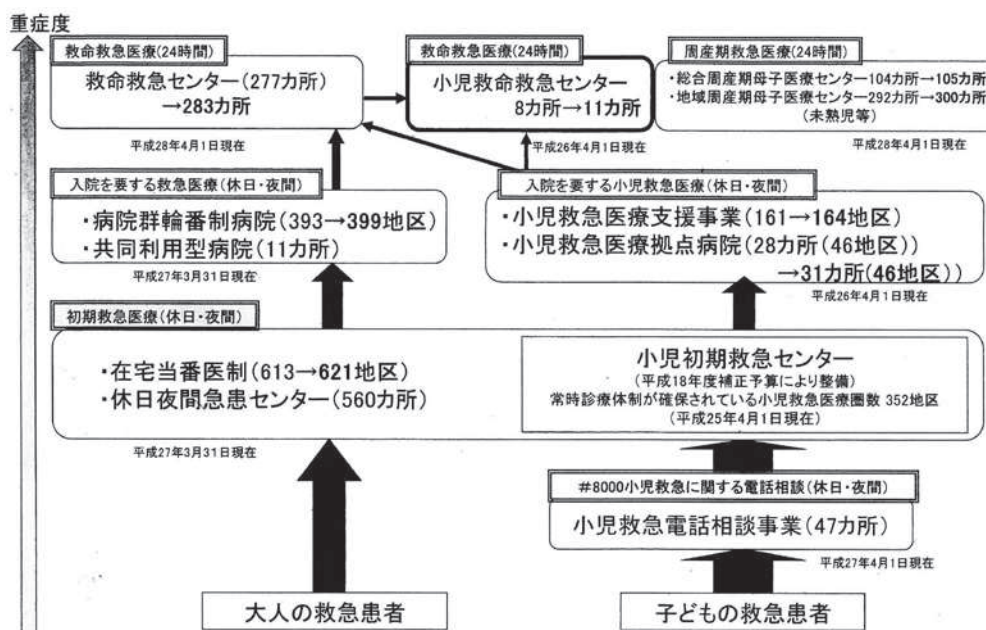 重症度
救命救急医療(24時間)
救命救急センター(277カ所)
→283カ所
平成28年4月1日現在
救命救急医療(24時間)
小児救命救急センター
8カ所→11カ所
平成26年4月1日現在
周産期救急医療(24時間)
・総合周産期母子医療センター104カ所→105カ所
・地域周産期母子医療センター292カ所→300カ所
(未熟児等)
平成28年4月1日現在
入院を要する救急医療(休日・夜間)
・病院群輪番制病院(393→399地区)
・共同利用型病院(11カ所)
平成27年3月31日現在
入院を要する小児救急医療(休日・夜間)
・小児救急医療支援事業(161→164地区)
・小児救急医療拠点病院(28カ所(46地区))
→31カ所(46地区))
平成26年4月1日現在
初期救急医療(休日・夜間)
・在宅当番医制(613→621地区)
・休日夜間急患センター(560カ所)
平成27年3月31日現在
小児初期救急センター
(平成18年度補正予算により整備)
常時診療体制が確保されている小児救急医療圏数 352地区
(平成25年4月1日現在)
#8000小児救急に関する電話相談(休日・夜間)
小児救急電話相談事業(47カ所)
平成27年4月1日現在
大人の救急患者
子どもの救急患者